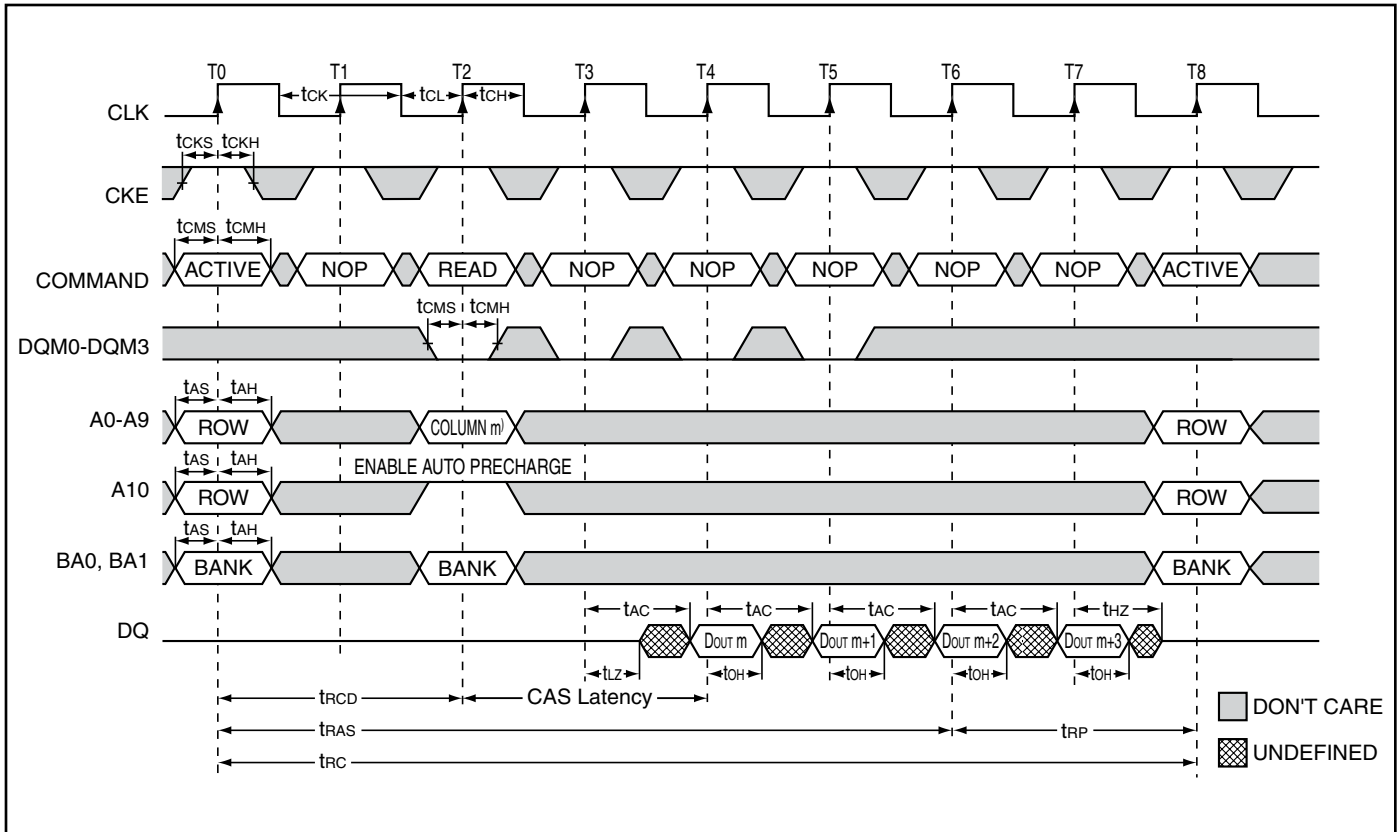 T0 T1 T2 T3 T4 T5 T6 T7 T8
CLK tCK tCL tCH
tCKS tCKH
CKE
tCMS tCMH
COMMAND ACTIVE NOP READ NOP NOP NOP NOP NOP ACTIVE
tCMS tCMH
DQM0-DQM3
tAS tAH
A0-A9 ROW COLUMN m) ROW
tAS tAH ENABLE AUTO PRECHARGE
A10 ROW ROW
tAS tAH
BA0, BA1 BANK BANK BANK
tAC tAC tAC tAC tHZ
DQ DOUT m DOUT m+1 DOUT m+2 DOUT m+3
tLZ tOH tOH tOH tOH
tRCD CAS Latency
DON'T CARE
tRAS tRP
UNDEFINED
tRC